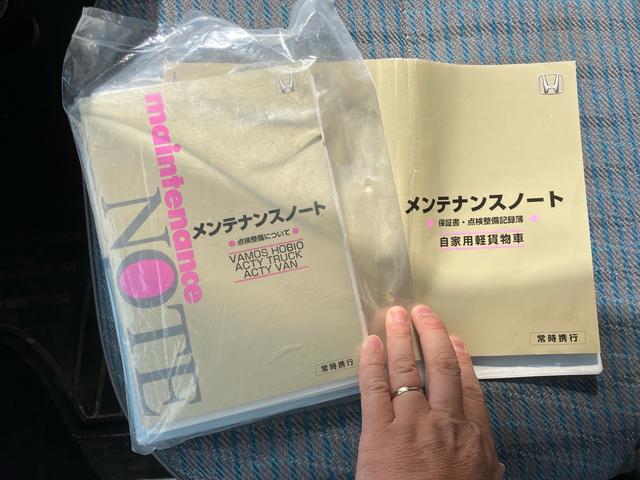 maintenance
NOTE
メンテナンスノート
点検整備について
VAMOS HOBIO
ACTY TRUCK
ACTY VAN
常時携行
メンテナンスノート
保証書・点検整備記録簿
自家用軽貨物車
常時携行